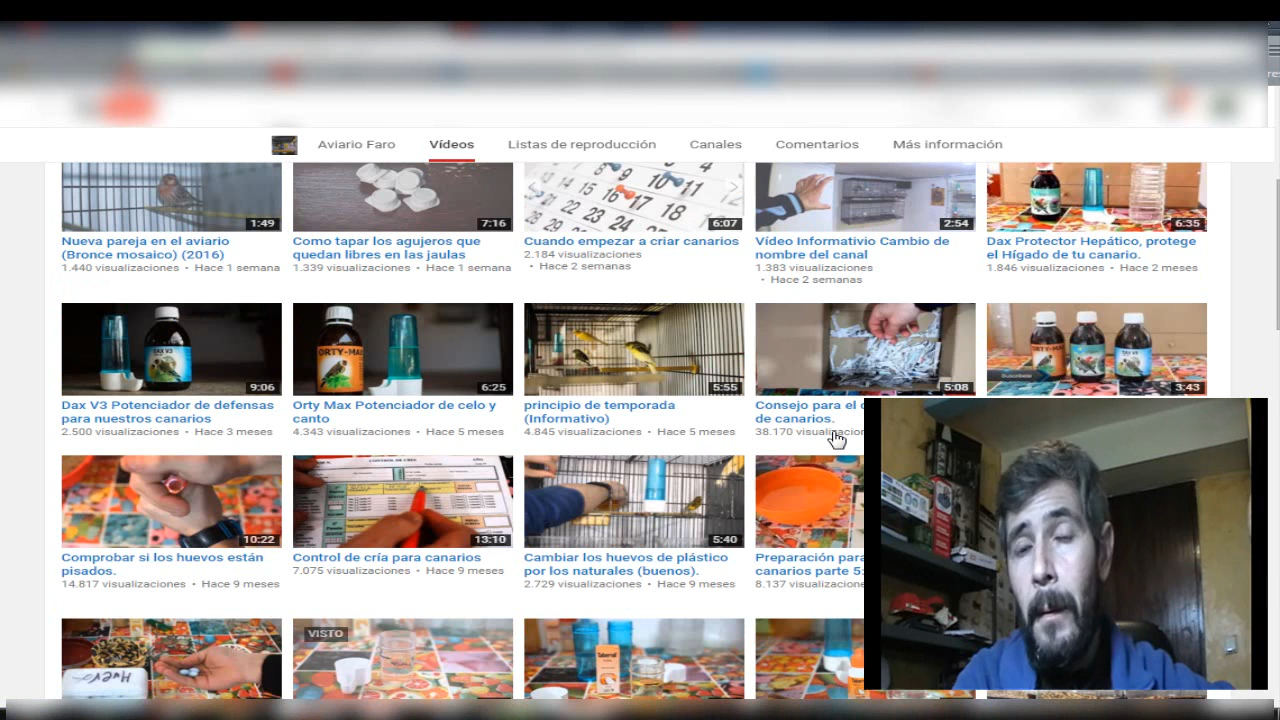 Aviario Faro Vídeos Listas de reproducción Canales Comentarios Más información
1:49 7:16 6:07 2:54 6:35
Nueva pareja en el aviario
(Bronce mosaico) (2016)
1.440 visualizaciones • Hace 1 semana
Como tapar los agujeros que
quedan libres en las jaulas
1.339 visualizaciones • Hace 1 semana
Cuando empezar a criar canarios
2.184 visualizaciones
• Hace 2 semanas
Vídeo Informativio Cambio de
nombre del canal
1.383 visualizaciones
• Hace 2 semanas
Dax Protector Hepático, protege
el Hígado de tu canario.
1.846 visualizaciones • Hace 2 meses
9:06 6:25 5:55 5:08 3:43
Dax V3 Potenciador de defensas
para nuestros canarios
2.500 visualizaciones • Hace 3 meses
Orty Max Potenciador de celo y
canto
4.343 visualizaciones • Hace 5 meses
principio de temporada
(Informativo)
4.845 visualizaciones • Hace 5 meses
Consejo para el
de canarios.
38.170
10:22 13:10 5:40
Comprobar si los huevos están
pisados.
14.817 visualizaciones • Hace 9 meses
Control de cría para canarios
7.075 visualizaciones • Hace 9 meses
Cambiar los huevos de plástico
por los naturales (buenos).
2.729 visualizaciones • Hace 9 meses
Preparación para
canarios parte 5:
8.137 visualizaciones
VISTO